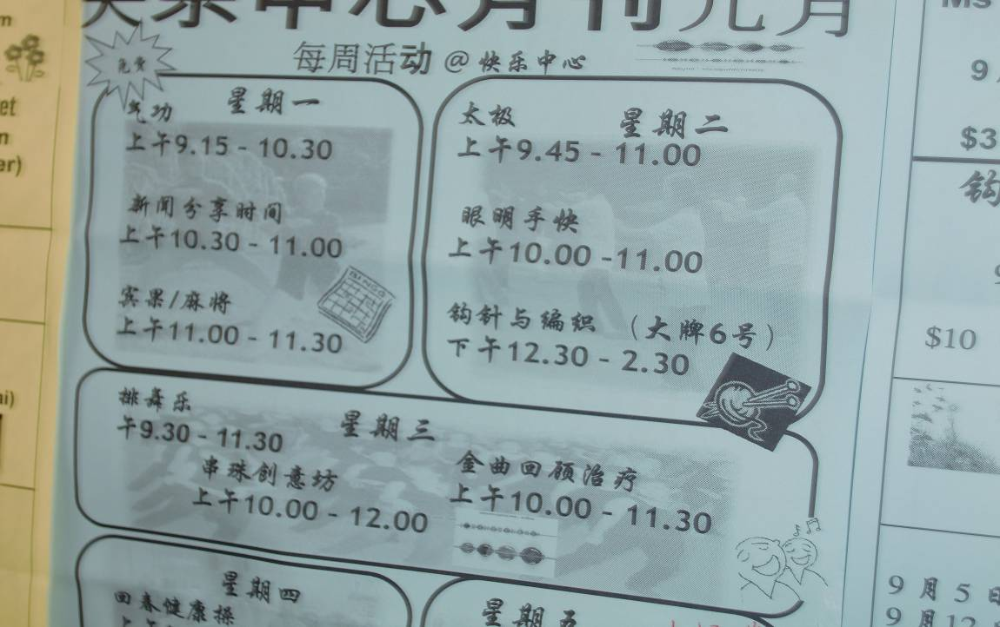 乐中心月刊元月
每周活动 @ 快乐中心
免费
星期一
气功
上午9.15 - 10.30
新闻分享时间
上午10.30 - 11.00
宾果/麻将
上午11.00 - 11.30
BINGO
星期二
太极
上午9.45 - 11.00
眼明手快
上午10.00 -11.00
钩针与编织 （大牌6号）
下午12.30 - 2.30
星期三
排舞乐
午9.30 - 11.30
串珠创意坊
上午10.00 - 12.00
金曲回顾治疗
上午10.00 - 11.30
星期四
回春健康操
星期五
er)
ai)
Ms
9
$3
钩
$10
9月5日
9月12